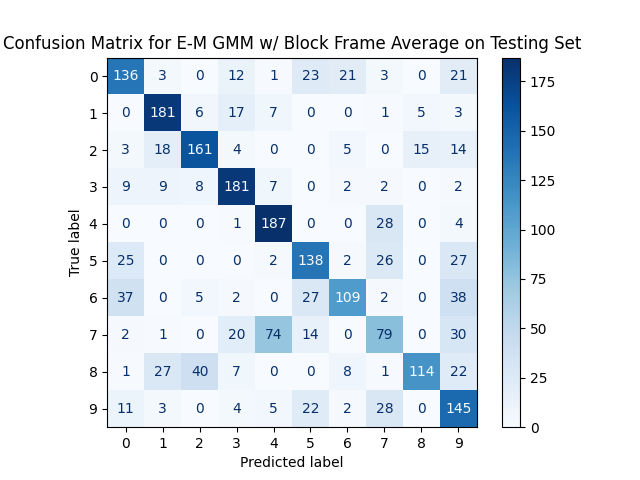 Confusion Matrix for E-M GMM w/ Block Frame Average on Testing Set
0 136 3 0 12 1 23 21 3 0 21
1 0 181 6 17 7 0 0 1 5 3
2 3 18 161 4 0 0 5 0 15 14
3 9 9 8 181 7 0 2 2 0 2
4 0 0 0 1 187 0 0 28 0 4
5 25 0 0 0 2 138 2 26 0 27
6 37 0 5 2 0 27 109 2 0 38
7 2 1 0 20 74 14 0 79 0 30
8 1 27 40 7 0 0 8 1 114 22
9 11 3 0 4 5 22 2 28 0 145
0 1 2 3 4 5 6 7 8 9
Predicted label
True label
175
150
125
100
75
50
25
0